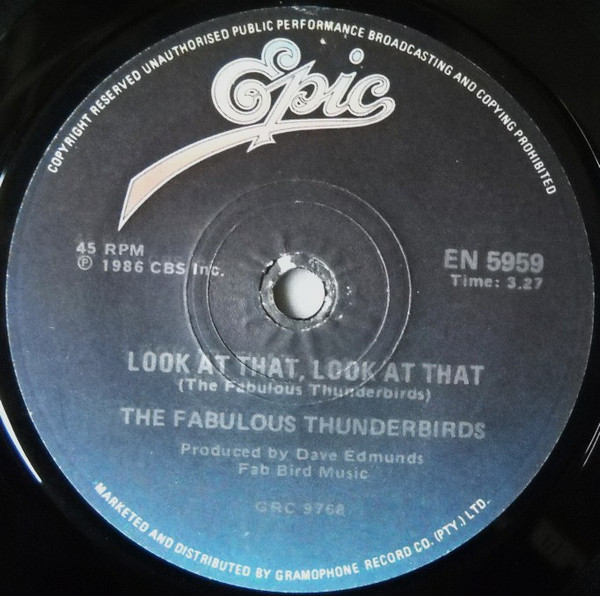 COPYRIGHT RESERVED UNAUTHORISED PUBLIC PERFORMANCE BROADCASTING AND COPYING PROHIBITED
Epic
45 RPM
℗ 1986 CBS Inc.
EN 5959
Time: 3.27
LOOK AT THAT, LOOK AT THAT
(The Fabulous Thunderbirds)
THE FABULOUS THUNDERBIRDS
Produced by Dave Edmunds
Fab Bird Music
GRC 9768
MARKETED AND DISTRIBUTED BY GRAMOPHONE RECORD CO. (PTY.) LTD.